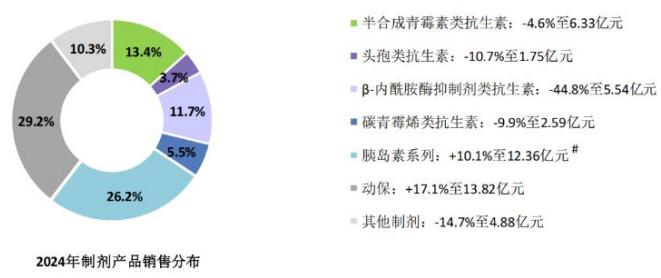 10.3%
13.4%
3.7%
11.7%
5.5%
26.2%
29.2%
2024年制剂产品销售分布
半合成青霉素类抗生素：-4.6%至6.33亿元
头孢类抗生素：-10.7%至1.75亿元
β-内酰胺酶抑制剂类抗生素：-44.8%至5.54亿元
碳青霉烯类抗生素：-9.9%至2.59亿元
胰岛素系列：+10.1%至12.36亿元#
动保：+17.1%至13.82亿元
其他制剂：-14.7%至4.88亿元